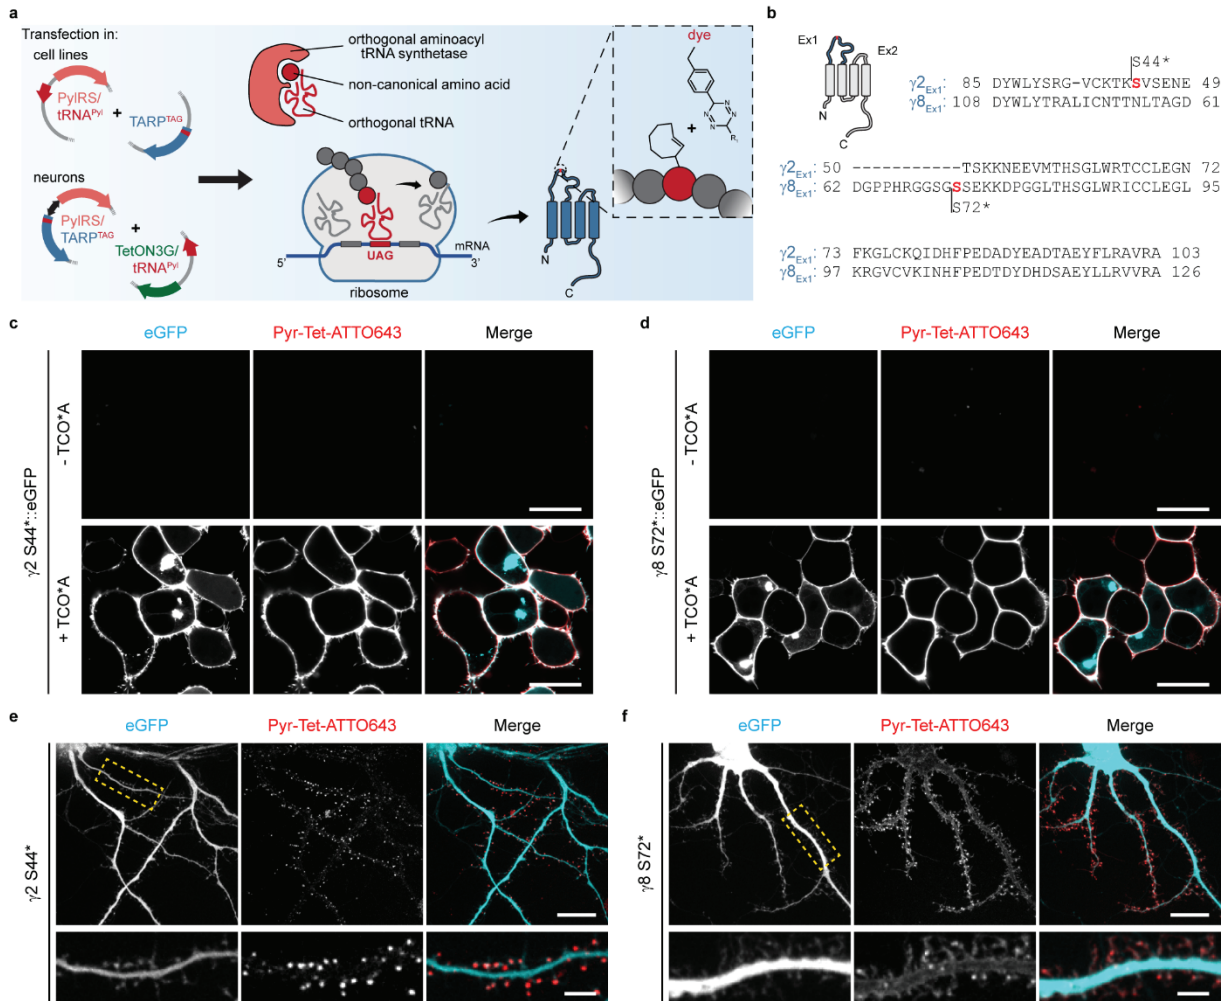 a
Transfection in:
cell lines
PylRS/
tRNAPyl
+
TARPTAG
neurons
PylRS/
TARPTAG
+
TetON3G/
tRNAPyl
orthogonal aminoacyl
tRNA synthetase
non-canonical amino acid
orthogonal tRNA
5'
UAG
mRNA
3'
ribosome
N
C
dye
N
N
N
N
R
+
b
Ex1
Ex2
N
C
S44*
γ2Ex1: 85 DYWLYSRG-VCKTKSVSENE 49
γ8Ex1: 108 DYWLYTRALICNTTNLTAGD 61
γ2Ex1: 50 --------------TSKKNEEVMTHSGLWRTCCLEGN 72
γ8Ex1: 62 DGPPHRGGSGSSEKKDPGGLTHSGLWRICCLEGL 95
S72*
γ2Ex1: 73 FKGLCKQIDHFPEDADYEADTAEYFLRAVRA 103
γ8Ex1: 97 KRGVCVKINHFPEDTDYDHDSAEYLLRVVRA 126
c
eGFP Pyr-Tet-ATTO643 Merge
γ2 S44*::eGFP
- TCO*A
+ TCO*A
d
eGFP Pyr-Tet-ATTO643 Merge
γ8 S72*::eGFP
- TCO*A
+ TCO*A
e
eGFP Pyr-Tet-ATTO643 Merge
γ2 S44*
f
eGFP Pyr-Tet-ATTO643 Merge
γ8 S72*